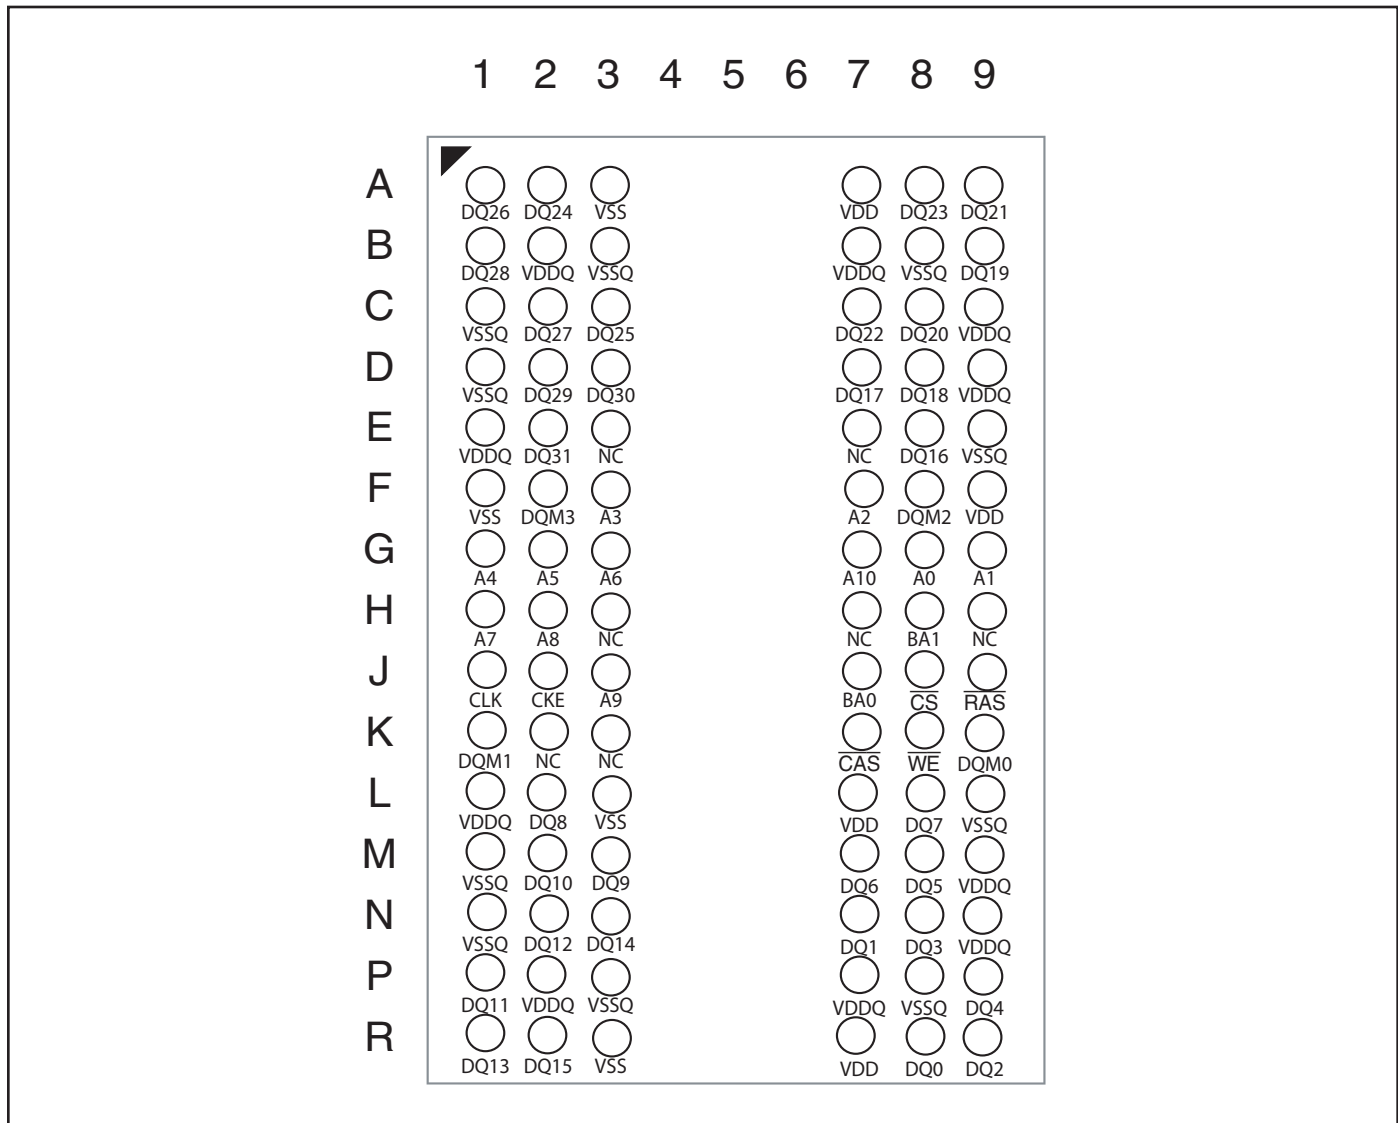 1 2 3 4 5 6 7 8 9
A
DQ26 DQ24 VSS VDD DQ23 DQ21
B
DQ28 VDDQ VSSQ VDDQ VSSQ DQ19
C
VSSQ DQ27 DQ25 DQ22 DQ20 VDDQ
D
VSSQ DQ29 DQ30 DQ17 DQ18 VDDQ
E
VDDQ DQ31 NC NC DQ16 VSSQ
F
VSS DQM3 A3 A2 DQM2 VDD
G
A4 A5 A6 A10 A0 A1
H
A7 A8 NC NC BA1 NC
J
CLK CKE A9 BA0 C̅S̅ R̅A̅S̅
K
DQM1 NC NC C̅A̅S̅ W̅E̅ DQM0
L
VDDQ DQ8 VSS VDD DQ7 VSSQ
M
VSSQ DQ10 DQ9 DQ6 DQ5 VDDQ
N
VSSQ DQ12 DQ14 DQ1 DQ3 VDDQ
P
DQ11 VDDQ VSSQ VDDQ VSSQ DQ4
R
DQ13 DQ15 VSS VDD DQ0 DQ2